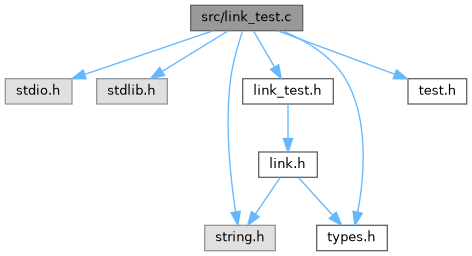 src/link_test.c
stdio.h
stdlib.h
link_test.h
test.h
link.h
string.h
types.h